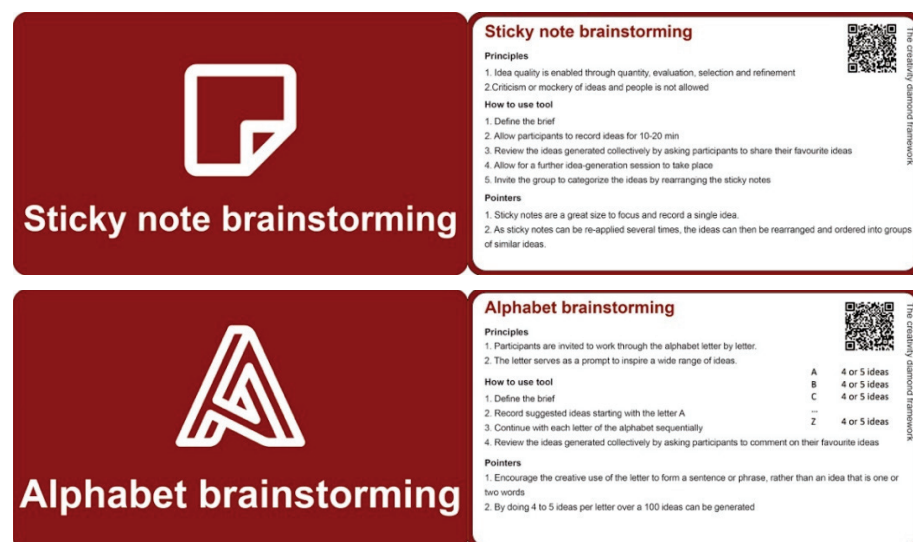 Sticky note brainstorming
Sticky note brainstorming
The creativity diamond framework
Principles
1. Idea quality is enabled through quantity, evaluation, selection and refinement
2.Criticism or mockery of ideas and people is not allowed
How to use tool
1. Define the brief
2. Allow participants to record ideas for 10-20 min
3. Review the ideas generated collectively by asking participants to share their favourite ideas
4. Allow for a further idea-generation session to take place
5. Invite the group to categorize the ideas by rearranging the sticky notes
Pointers
1. Sticky notes are a great size to focus and record a single idea.
2. As sticky notes can be re-applied several times, the ideas can then be rearranged and ordered into groups
of similar ideas.
Alphabet brainstorming
Alphabet brainstorming
The creativity diamond framework
Principles
1. Participants are invited to work through the alphabet letter by letter.
2. The letter serves as a prompt to inspire a wide range of ideas.
A 4 or 5 ideas
B 4 or 5 ideas
C 4 or 5 ideas
...
Z 4 or 5 ideas
How to use tool
1. Define the brief
2. Record suggested ideas starting with the letter A
3. Continue with each letter of the alphabet sequentially
4. Review the ideas generated collectively by asking participants to comment on their favourite ideas
Pointers
1. Encourage the creative use of the letter to form a sentence or phrase, rather than an idea that is one or
two words
2. By doing 4 to 5 ideas per letter over a 100 ideas can be generated